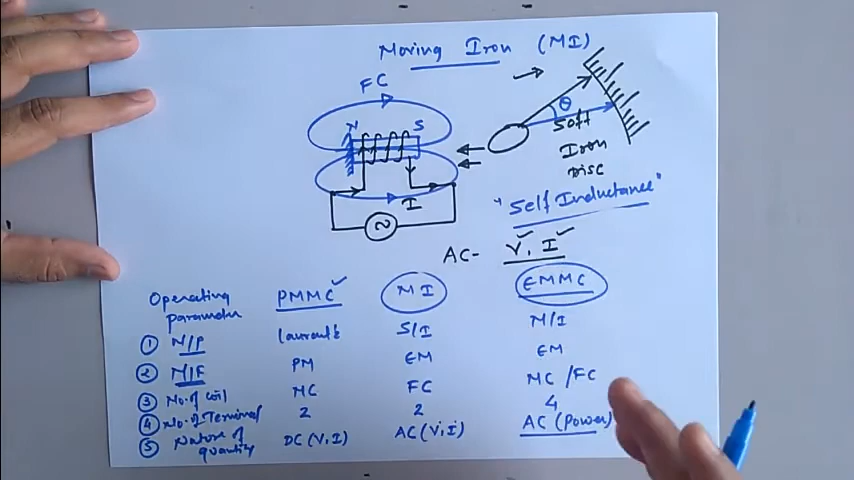 Moving Iron (MI)
FC
N S
θ
Soft
Iron
Disc
I
"Self Inductance"
AC- V, I
Operating
parameter
PMMC MI EMMC
① N/P S/I M/I
② M/F PM EM EM
③ No. of coil MC FC MC/FC
④ No. of Terminal 2 2 4
⑤ Nature of
quantity DC (V,I) AC (V,I) AC (Power)